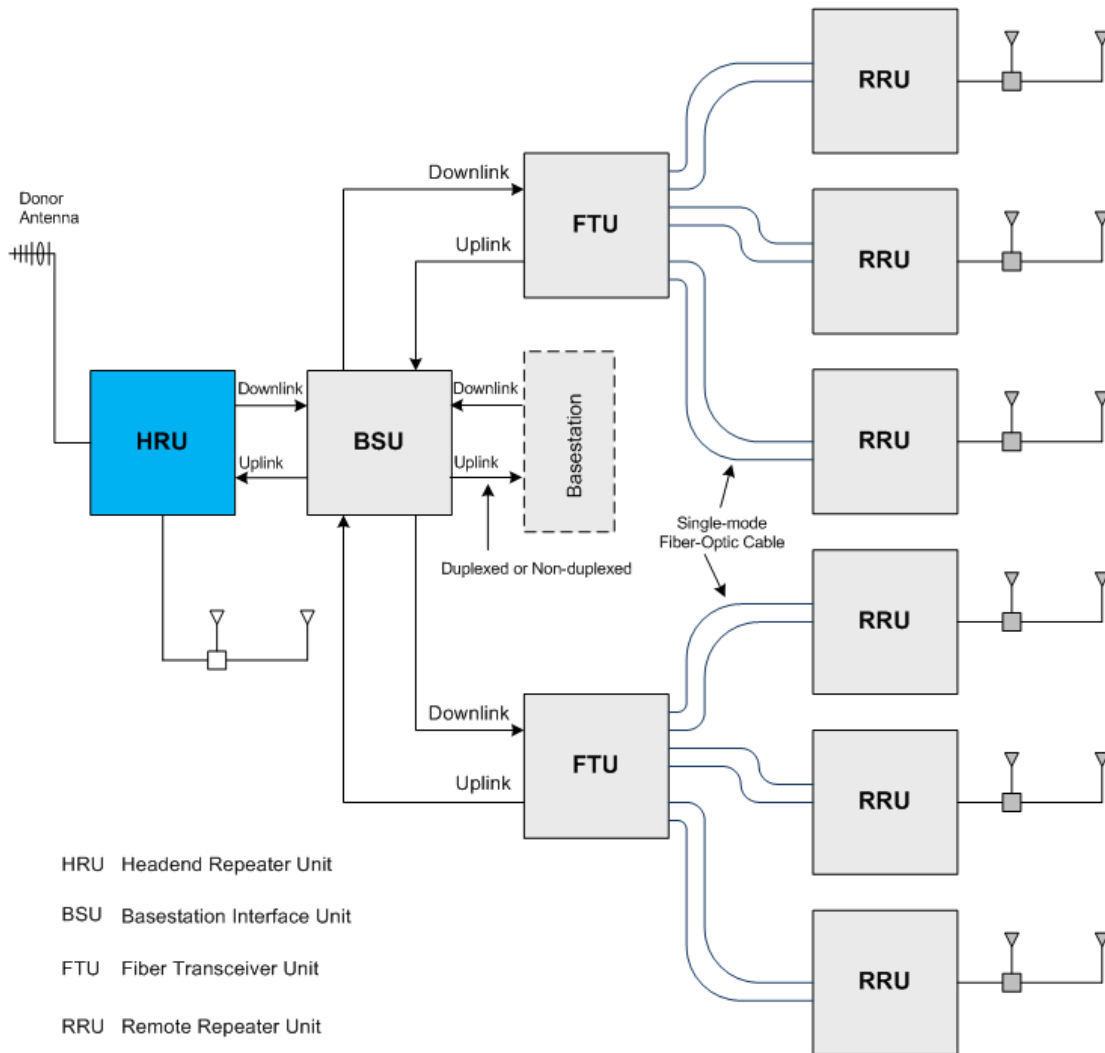 RRU
Downlink
Donor
Antenna
FTU
RRU
Uplink
Downlink
Downlink
HRU
BSU
Basestation
RRU
Uplink
Uplink
Single-mode
Fiber-Optic Cable
Duplexed or Non-duplexed
RRU
Downlink
FTU
Uplink
RRU
HRU Headend Repeater Unit
BSU Basestation Interface Unit
FTU Fiber Transceiver Unit
RRU
RRU Remote Repeater Unit